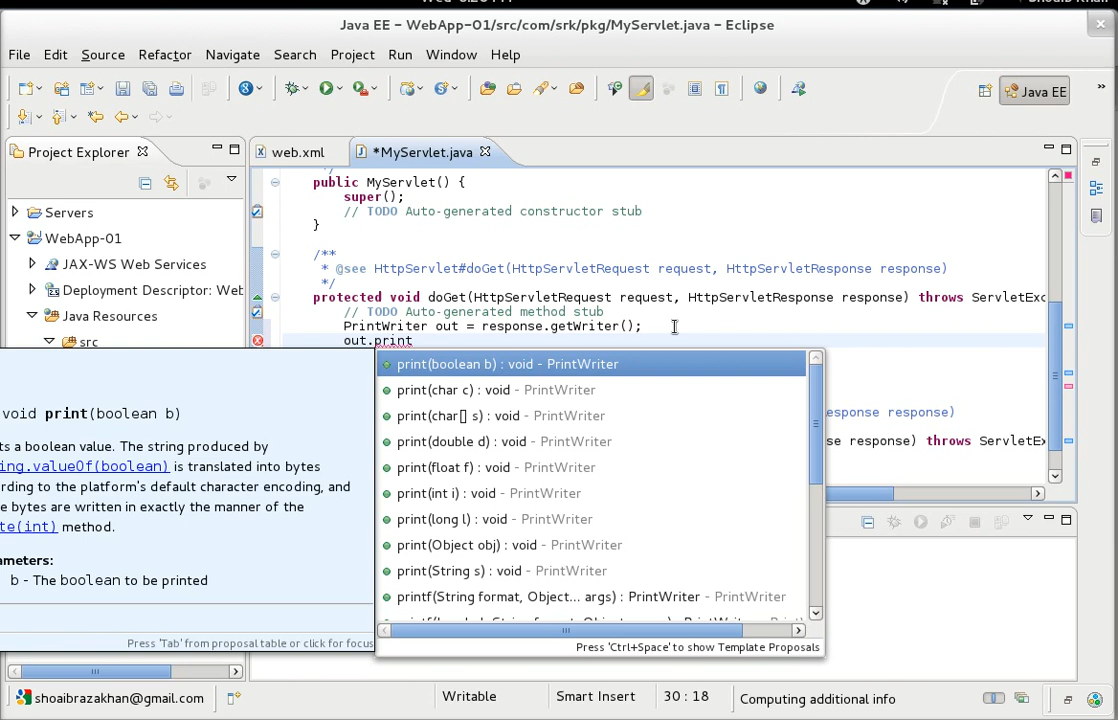 Java EE – WebApp-01/src/com/srk/pkg/MyServlet.java – Eclipse
File Edit Source Refactor Navigate Search Project Run Window Help
Java EE
Project Explorer
web.xml
*MyServlet.java
Servers
WebApp-01
JAX-WS Web Services
Deployment Descriptor: Web
Java Resources
src
public MyServlet() {
super();
// TODO Auto-generated constructor stub
}
/**
* @see HttpServlet#doGet(HttpServletRequest request, HttpServletResponse response)
*/
protected void doGet(HttpServletRequest request, HttpServletResponse response) throws ServletExc
// TODO Auto-generated method stub
PrintWriter out = response.getWriter();
out.print
esponse response)
se response) throws ServletExc
void print(boolean b)
ts a boolean value. The string produced by
ing.valueOf(boolean) is translated into bytes
ording to the platform's default character encoding, and
e bytes are written in exactly the manner of the
te(int) method.
ameters:
b - The boolean to be printed
Press 'Tab' from proposal table or click for focus
print(boolean b) : void – PrintWriter
print(char c) : void – PrintWriter
print(char[] s) : void – PrintWriter
print(double d) : void – PrintWriter
print(float f) : void – PrintWriter
print(int i) : void – PrintWriter
print(long l) : void – PrintWriter
print(Object obj) : void – PrintWriter
print(String s) : void – PrintWriter
printf(String format, Object... args) : PrintWriter – PrintWriter
Press 'Ctrl+Space' to show Template Proposals
shoaibrazakhan@gmail.com
Writable
Smart Insert
30 : 18
Computing additional info